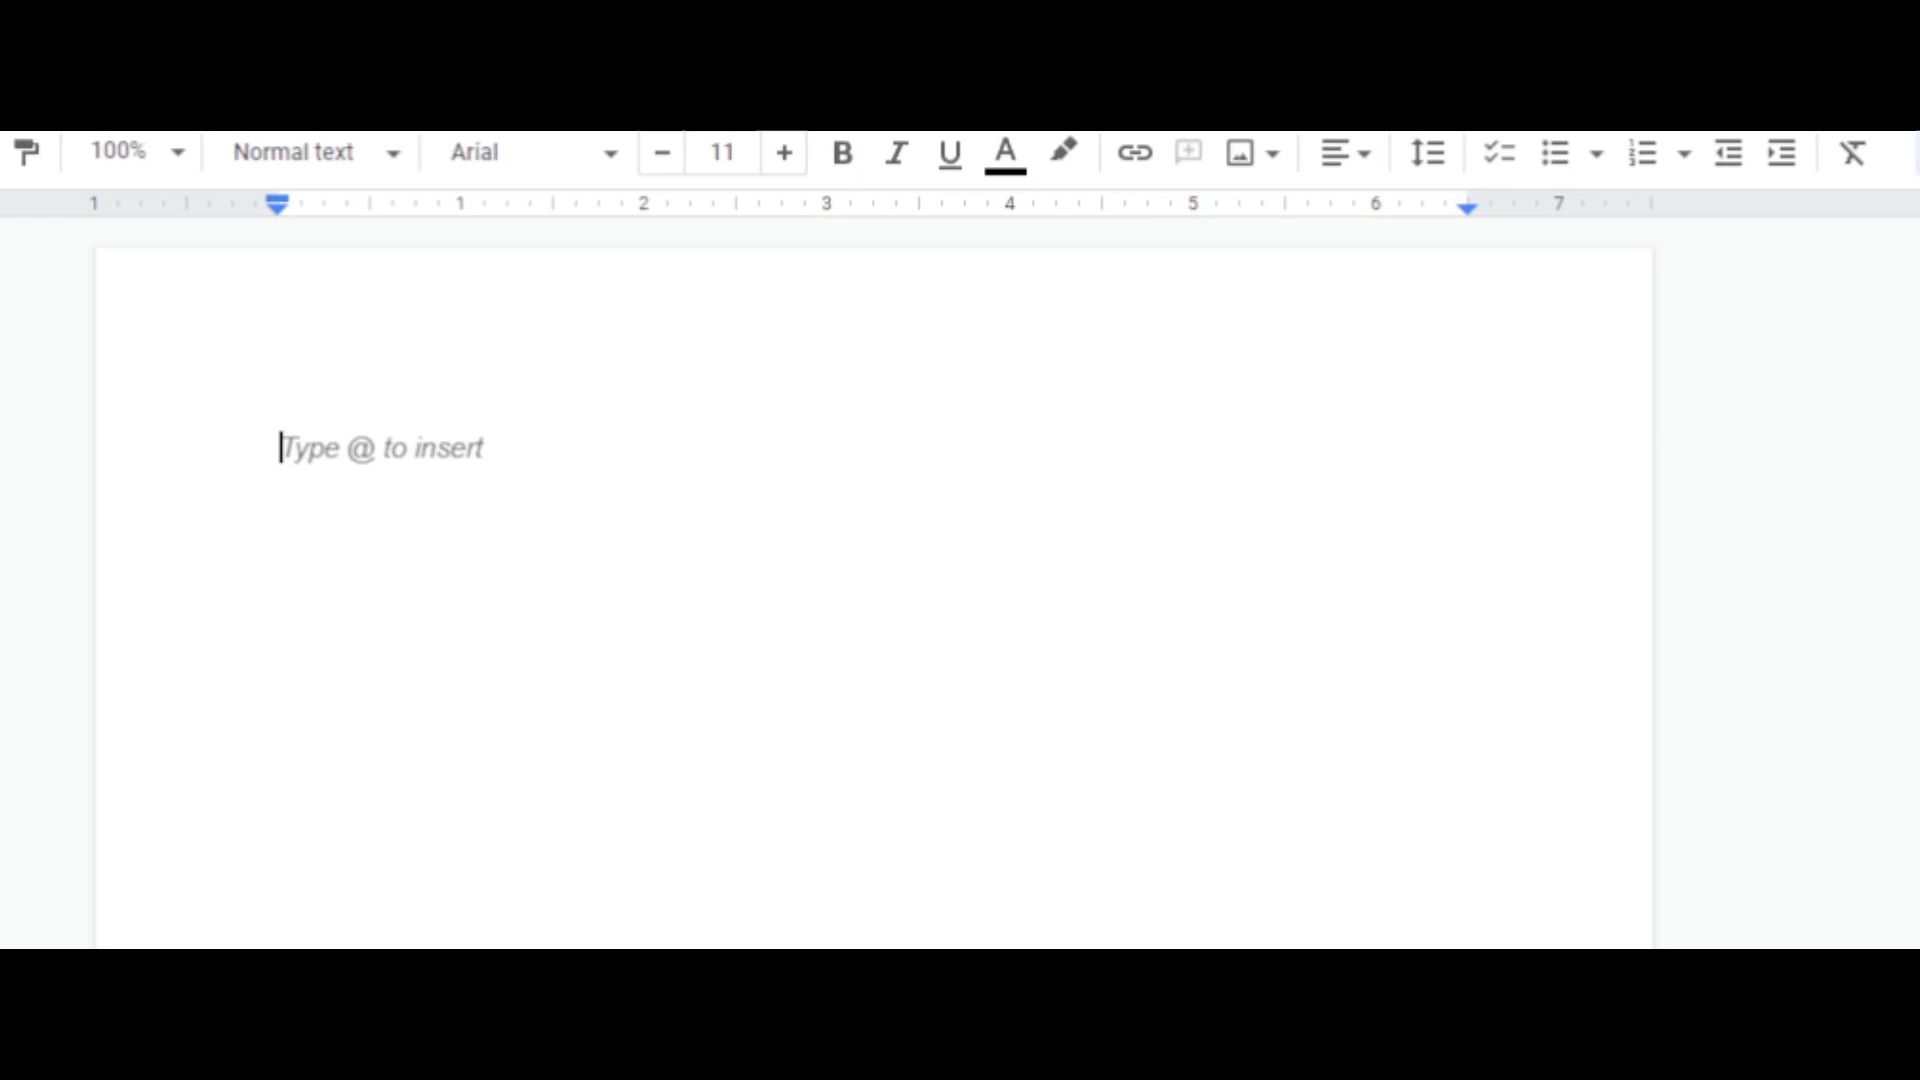 100% Normal text Arial - 11 + B I U A
1 1 2 3 4 5 6 7
Type @ to insert